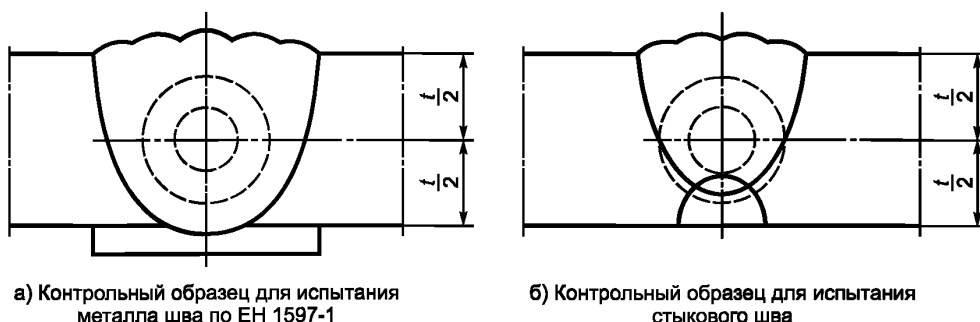 t/2
t/2
t/2
t/2
а) Контрольный образец для испытания
металла шва по ЕН 1597-1
б) Контрольный образец для испытания
стыкового шва